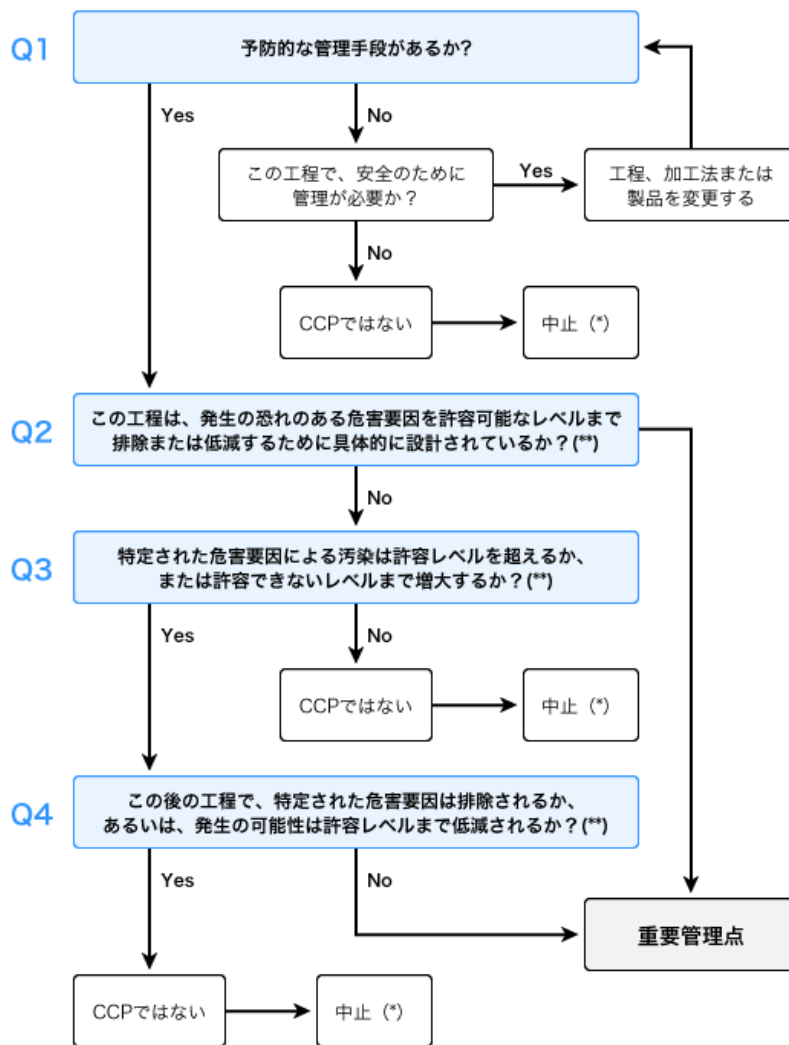 Q1
予防的な管理手段があるか?
Yes
No
この工程で、安全のために
管理が必要か？
Yes
工程、加工法または
製品を変更する
No
CCPではない
中止（*）
Q2
この工程は、発生の恐れのある危害要因を許容可能なレベルまで
排除または低減するために具体的に設計されているか？(**)
No
Q3
特定された危害要因による汚染は許容レベルを超えるか、
または許容できないレベルまで増大するか？(**)
Yes
No
CCPではない
中止（*）
Q4
この後の工程で、特定された危害要因は排除されるか、
あるいは、発生の可能性は許容レベルまで低減されるか？(**)
Yes
No
重要管理点
CCPではない
中止（*）